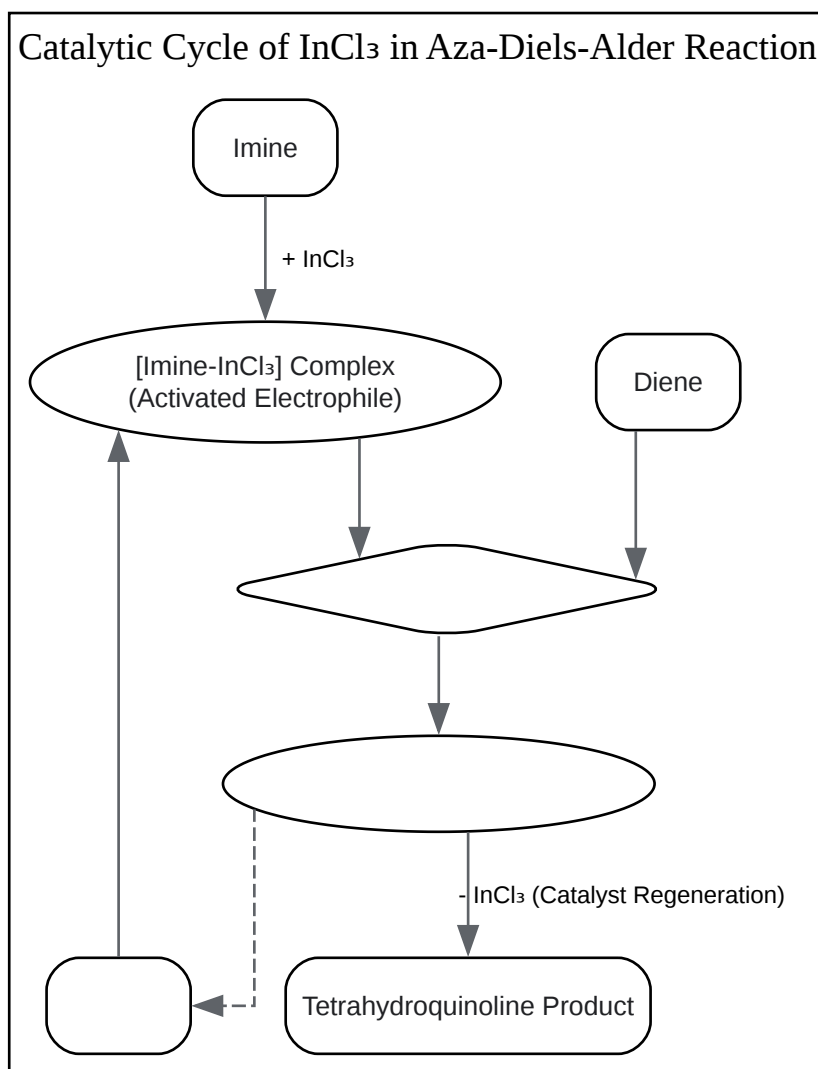 Catalytic Cycle of InCl₃ in Aza-Diels-Alder Reaction
Imine
+ InCl₃
[Imine-InCl₃] Complex
(Activated Electrophile)
Diene
- InCl₃ (Catalyst Regeneration)
Tetrahydroquinoline Product